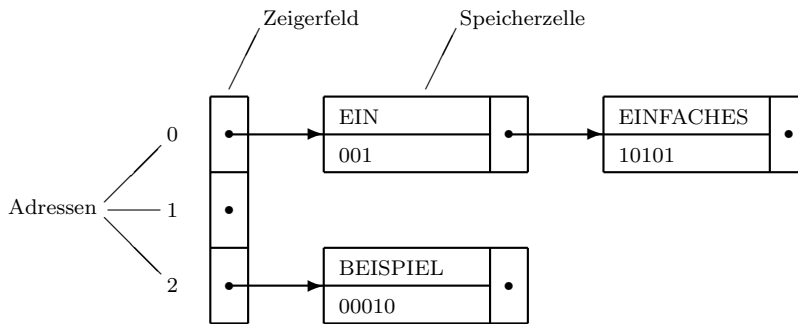 Zeigerfeld Speicherzelle
0 EIN EINFACHES
001 10101
Adressen 1
2 BEISPIEL
00010